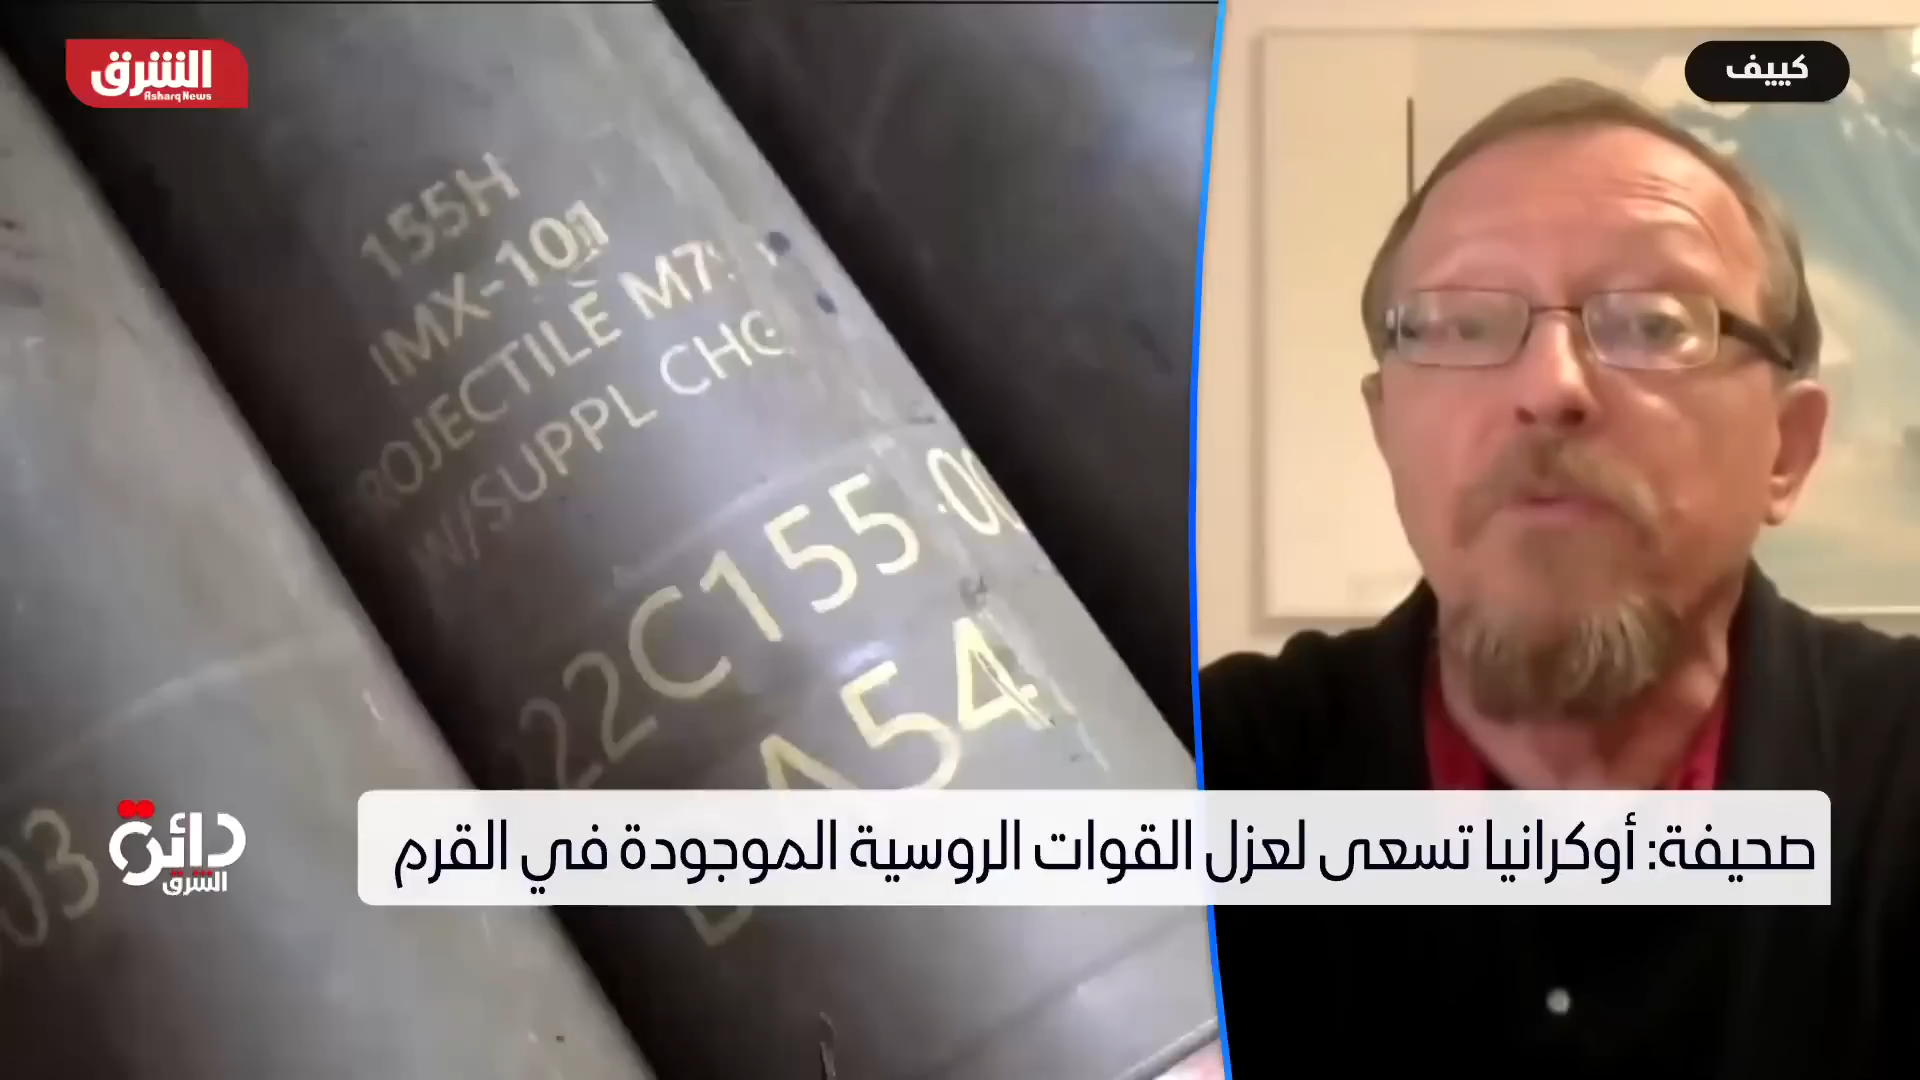 الشرق
Asharq News
كييف
155H
IMX-101
ROJECTILE M7
W/SUPPL CHG
22C155
A54
03
دائرة
الشرق
صحيفة: أوكرانيا تسعى لعزل القوات الروسية الموجودة في القرم